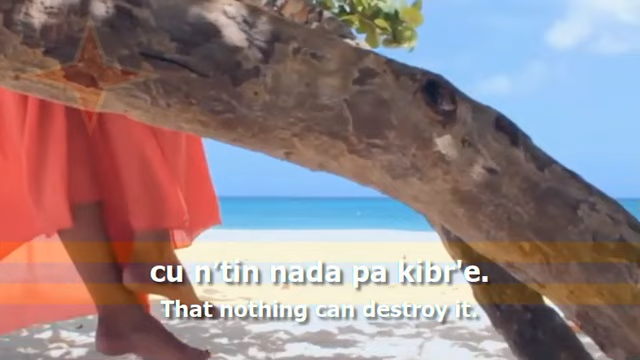 cu n'tin nada pa kibr'e.
That nothing can destroy it.